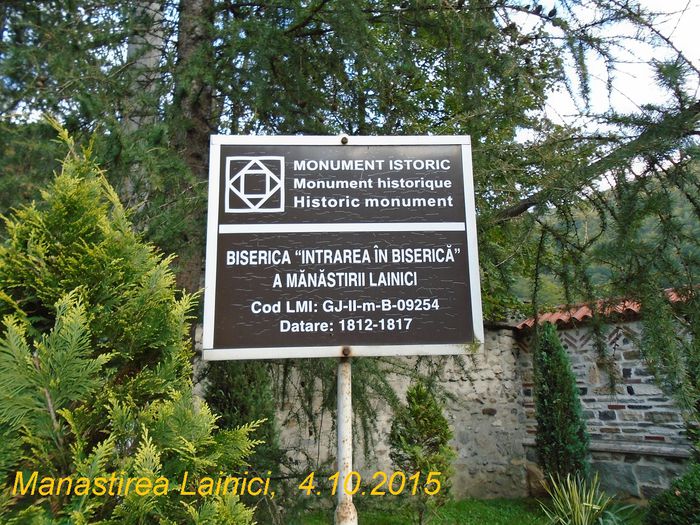 MONUMENT ISTORIC
Monument historique
Historic monument
BISERICA "INTRAREA ÎN BISERICĂ"
A MĂNĂSTIRII LAINICI
Cod LMI: GJ-II-m-B-09254
Datare: 1812-1817
Manastirea Lainici, 4.10.2015